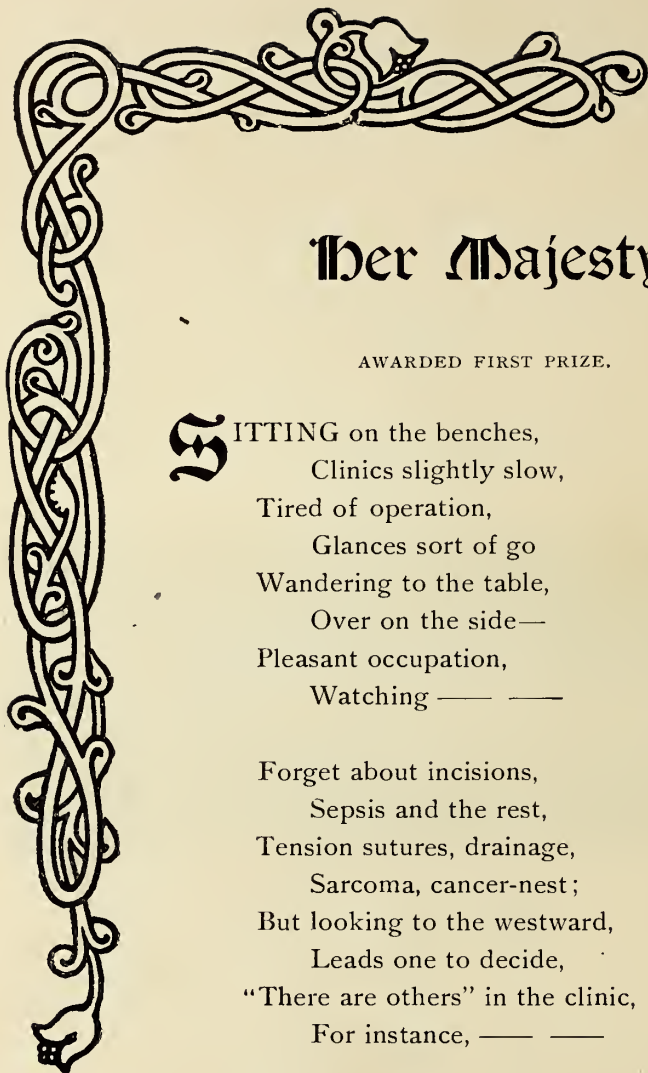 Her Majesty
AWARDED FIRST PRIZE.
SITTING on the benches,
Clinics slightly slow,
Tired of operation,
Glances sort of go
Wandering to the table,
Over on the side—
Pleasant occupation,
Watching —— ——
Forget about incisions,
Sepsis and the rest,
Tension sutures, drainage,
Sarcoma, cancer-nest;
But looking to the westward,
Leads one to decide,
“There are others” in the clinic,
For instance, —— ——